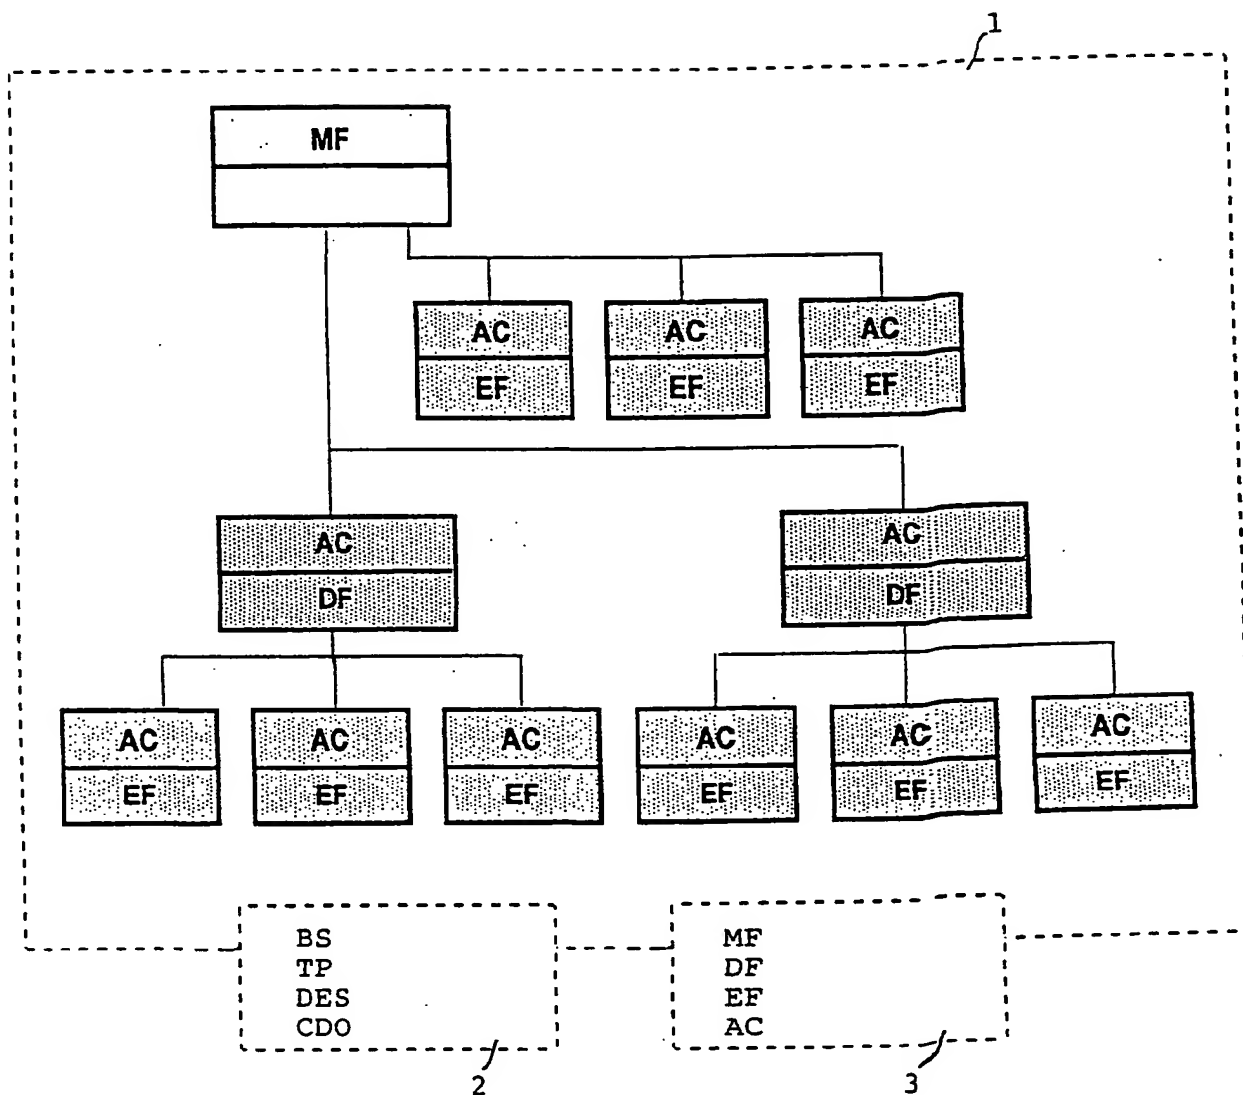 1
MF
AC AC AC
EF EF EF
AC AC
DF DF
AC AC AC AC AC AC
EF EF EF EF EF EF
BS
TP
DES
CDO
MF
DF
EF
AC
2
3